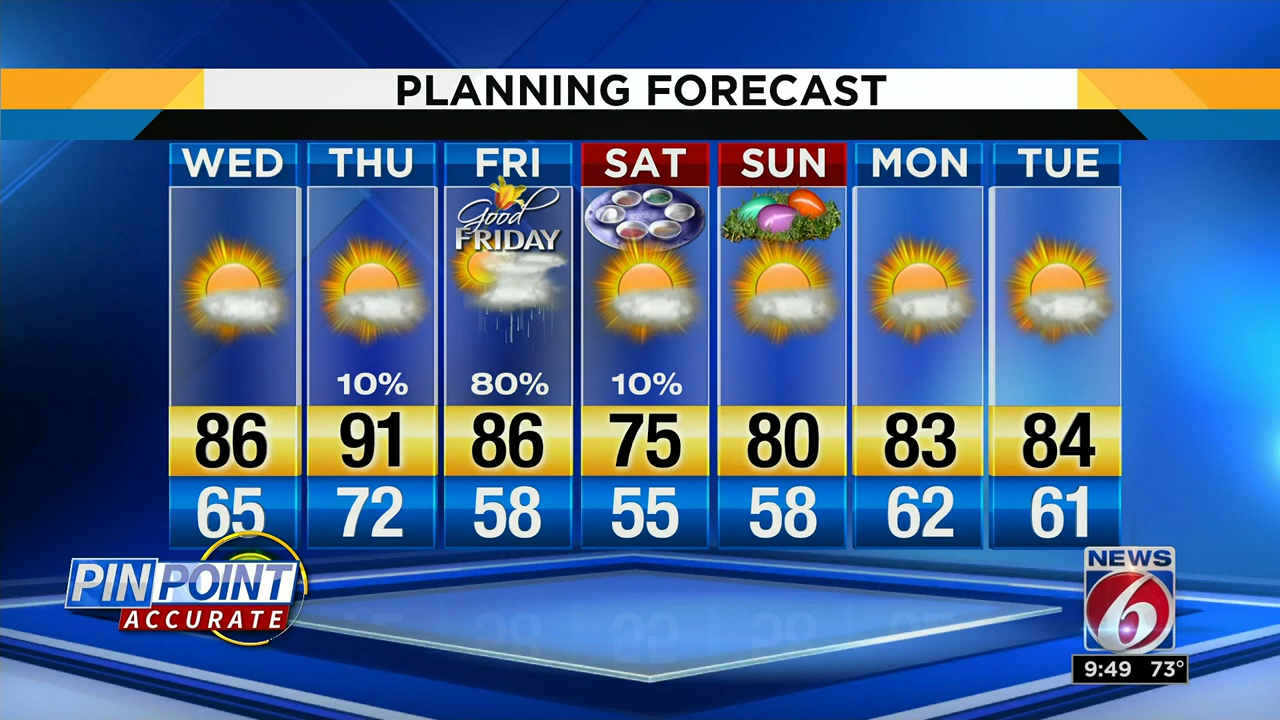 PLANNING FORECAST
WED THU FRI SAT SUN MON TUE
Good
FRIDAY
10% 80% 10%
86 91 86 75 80 83 84
65 72 58 55 58 62 61
PINPOINT
ACCURATE
NEWS
6
9:49 73°